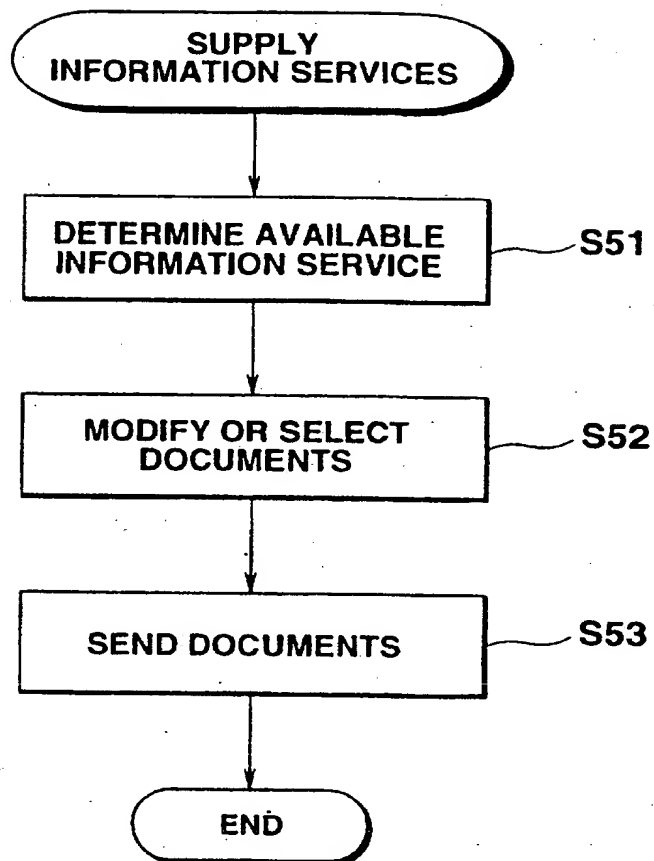 SUPPLY
INFORMATION SERVICES
DETERMINE AVAILABLE
INFORMATION SERVICE
S51
MODIFY OR SELECT
DOCUMENTS
S52
SEND DOCUMENTS
S53
END